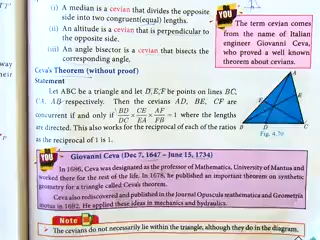 (i) A median is a cevian that divides the opposite
side into two congruent(equal) lengths.
(ii) An altitude is a cevian that is perpendicular to
the opposite side.
(iii) An angle bisector is a cevian that bisects the
corresponding angle.
YOU
The term cevian comes
from the name of Italian
engineer Giovanni Ceva,
who proved a well known
theorem about cevians.
way
heir
Ceva's Theorem (without proof)
Statement
Let ABC be a triangle and let D,E,F be points on lines BC,
CA, AB respectively. Then the cevians AD, BE, CF are
concurrent if and only if BD/DC × CE/EA × AF/FB = 1 where the lengths
are directed. This also works for the reciprocal of each of the ratios
as the reciprocal of 1 is 1.
A
B
D
C
Fig. 4.70
YOU
Giovanni Ceva (Dec 7, 1647 – June 15, 1734)
In 1686, Ceva was designated as the professor of Mathematics, University of Mantua and
worked there for the rest of his life. In 1678, he published an important theorem on synthetic
geometry for a triangle called Ceva's theorem.
Ceva also rediscovered and published in the Journal Opuscula mathematica and Geometria
motus in 1692. He applied these ideas in mechanics and hydraulics.
Note
The cevians do not necessarily lie within the triangle, although they do in the diagram.